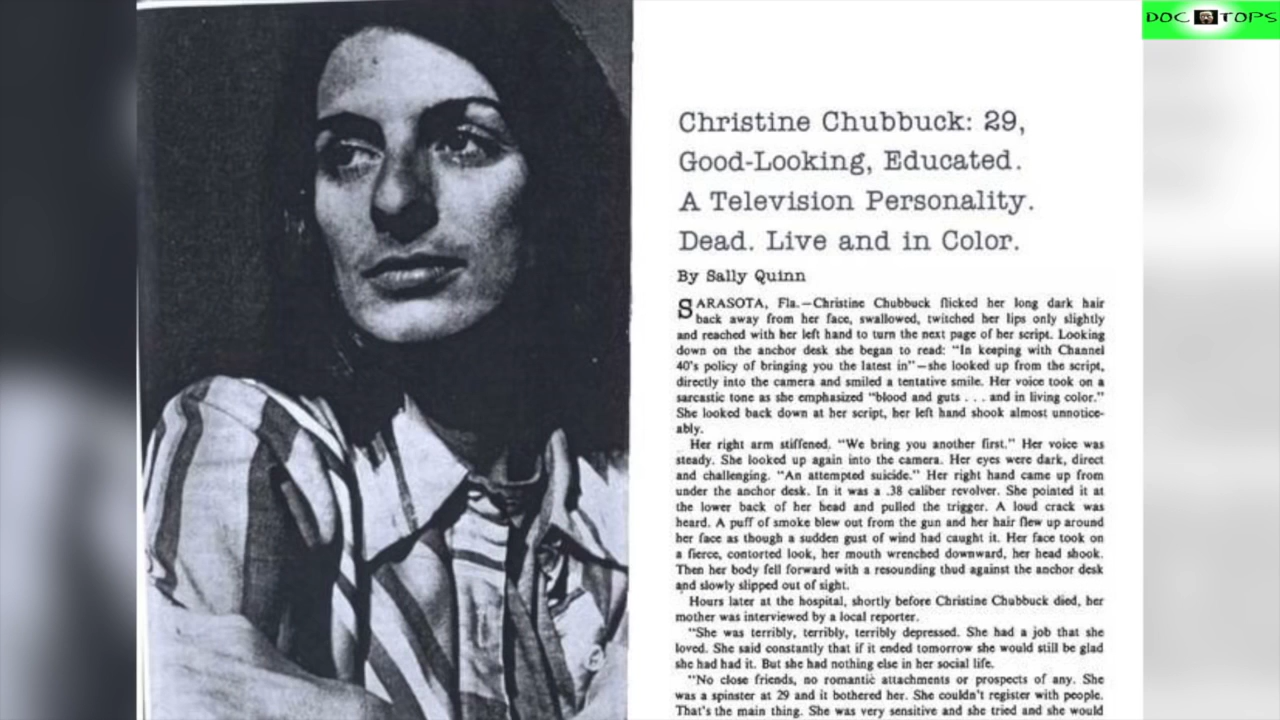 DOC TOPS
Christine Chubbuck: 29,
Good-Looking, Educated.
A Television Personality.
Dead. Live and in Color.
By Sally Quinn
SARASOTA, Fla.—Christine Chubbuck flicked her long dark hair
back away from her face, swallowed, twitched her lips only slightly
and reached with her left hand to turn the next page of her script. Looking
down on the anchor desk she began to read: “In keeping with Channel
40's policy of bringing you the latest in”—she looked up from the script,
directly into the camera and smiled a tentative smile. Her voice took on a
sarcastic tone as she emphasized “blood and guts . . . and in living color.”
She looked back down at her script, her left hand shook almost unnotice-
ably.
Her right arm stiffened. “We bring you another first.” Her voice was
steady. She looked up again into the camera. Her eyes were dark, direct
and challenging. “An attempted suicide.” Her right hand came up from
under the anchor desk. In it was a .38 caliber revolver. She pointed it at
the lower back of her head and pulled the trigger. A loud crack was
heard. A puff of smoke blew out from the gun and her hair flew up around
her face as though a sudden gust of wind had caught it. Her face took on
a fierce, contorted look, her mouth wrenched downward, her head shook.
Then her body fell forward with a resounding thud against the anchor desk
and slowly slipped out of sight.
Hours later at the hospital, shortly before Christine Chubbuck died, her
mother was interviewed by a local reporter.
“She was terribly, terribly, terribly depressed. She had a job that she
loved. She said constantly that if it ended tomorrow she would still be glad
she had had it. But she had nothing else in her social life.
“No close friends, no romantic attachments or prospects of any. She
was a spinster at 29 and it bothered her. She couldn't register with people.
That's the main thing. She was very sensitive and she tried and she would